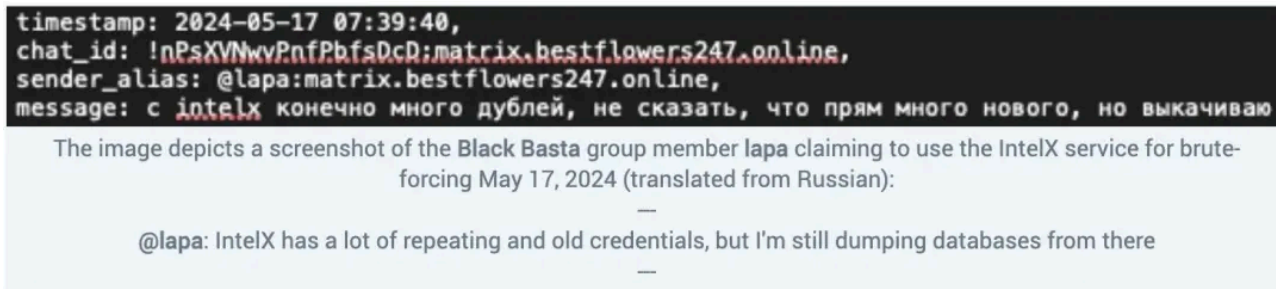 timestamp: 2024-05-17 07:39:40,
chat_id: !nPsXVNwvPnfPbfsDcD:matrix.bestflowers247.online,
sender_alias: @lapa:matrix.bestflowers247.online,
message: с intelx конечно много дублей, не сказать, что прям много нового, но выкачиваю
The image depicts a screenshot of the Black Basta group member lapa claiming to use the IntelX service for brute-
forcing May 17, 2024 (translated from Russian):
---
@lapa: IntelX has a lot of repeating and old credentials, but I'm still dumping databases from there
---